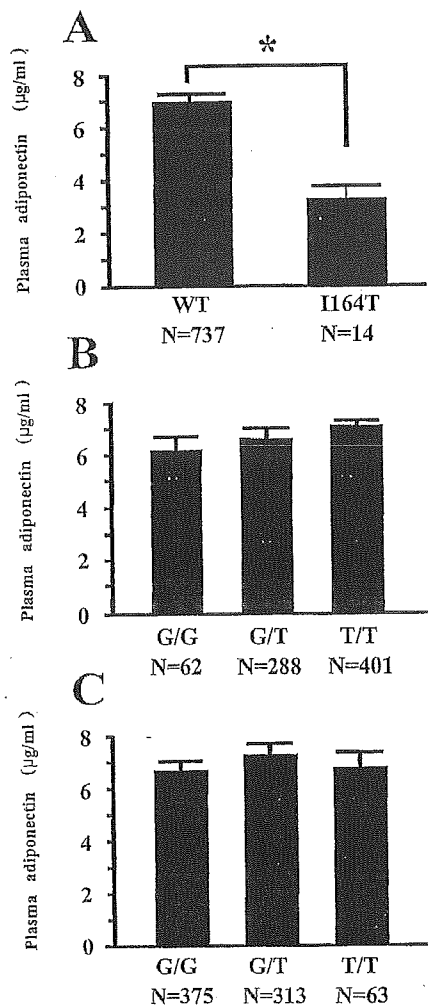 A
*
Plasma adiponectin (μg/ml)
8
6
4
2
0
WT I164T
N=737 N=14
B
Plasma adiponectin (μg/ml)
8
6
4
2
0
G/G G/T T/T
N=62 N=288 N=401
C
Plasma adiponectin (μg/ml)
8
6
4
2
0
G/G G/T T/T
N=375 N=313 N=63